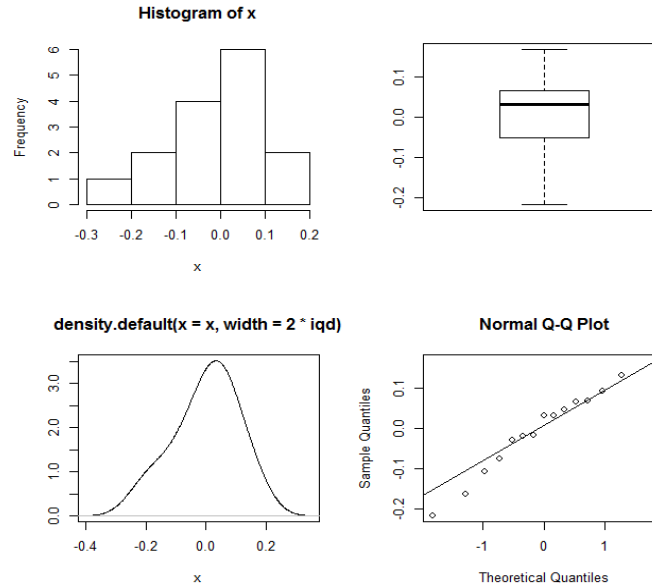 Histogram of x
Frequency
6
5
4
3
2
1
0
-0.3 -0.2 -0.1 0.0 0.1 0.2
x
0.1
0.0
-0.1
-0.2
density.default(x = x, width = 2 * iqd)
3.0
2.0
1.0
0.0
-0.4 -0.2 0.0 0.2
x
Normal Q-Q Plot
Sample Quantiles
0.1
0.0
-0.1
-0.2
-1 0 1
Theoretical Quantiles